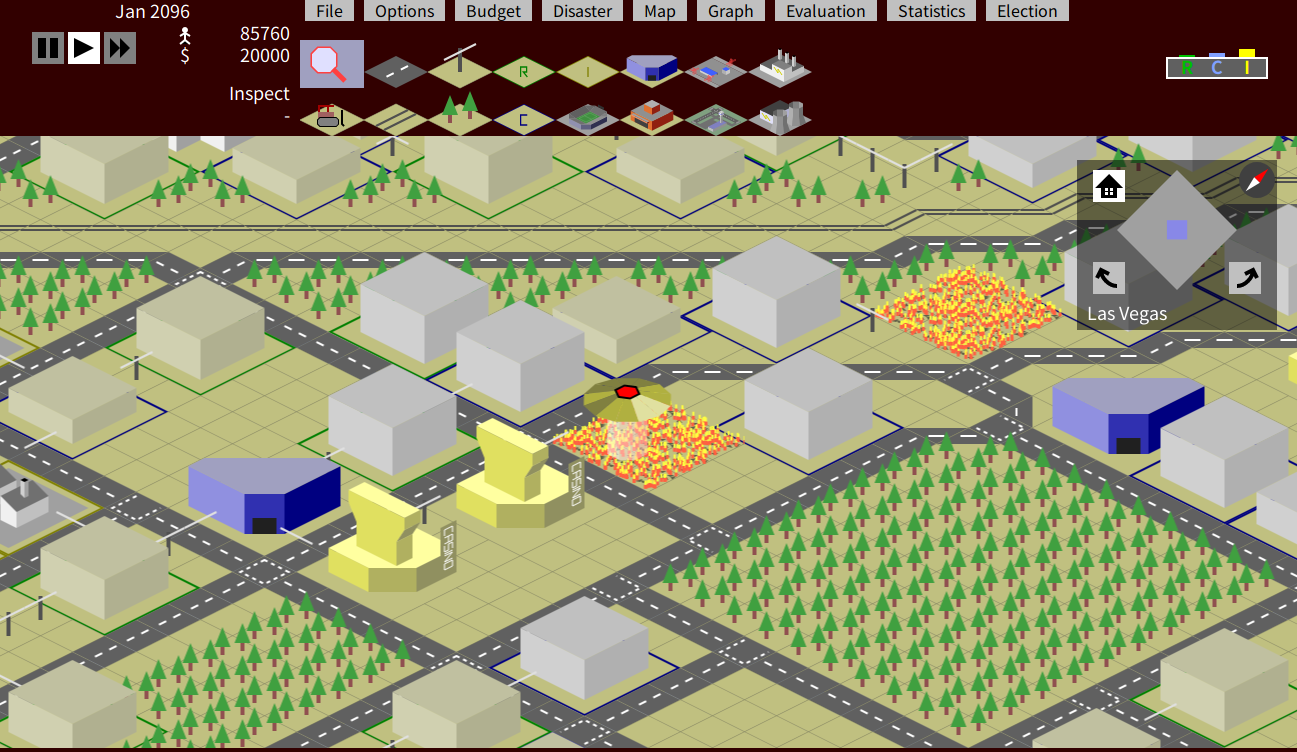 Jan 2096
File Options Budget Disaster Map Graph Evaluation Statistics Election
85760
$ 20000
Inspect
-
R I
C
R C I
Las Vegas
CASINO
CASINO